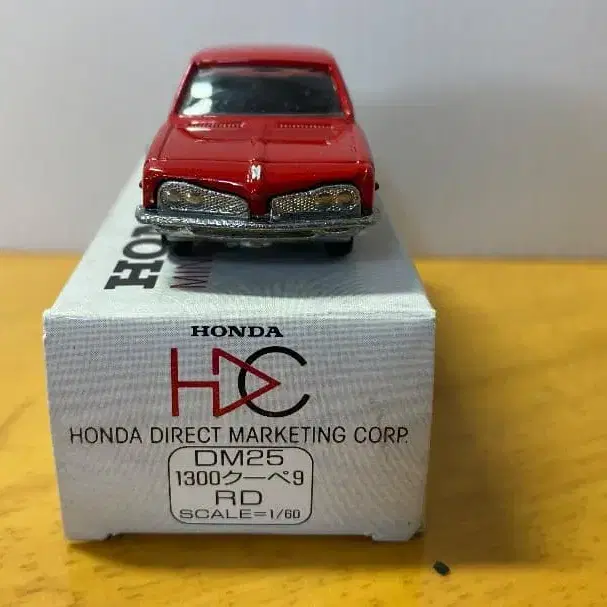 HONDA
HDC
HONDA DIRECT MARKETING CORP.
DM25
1300クーペ9
RD
SCALE=1/60